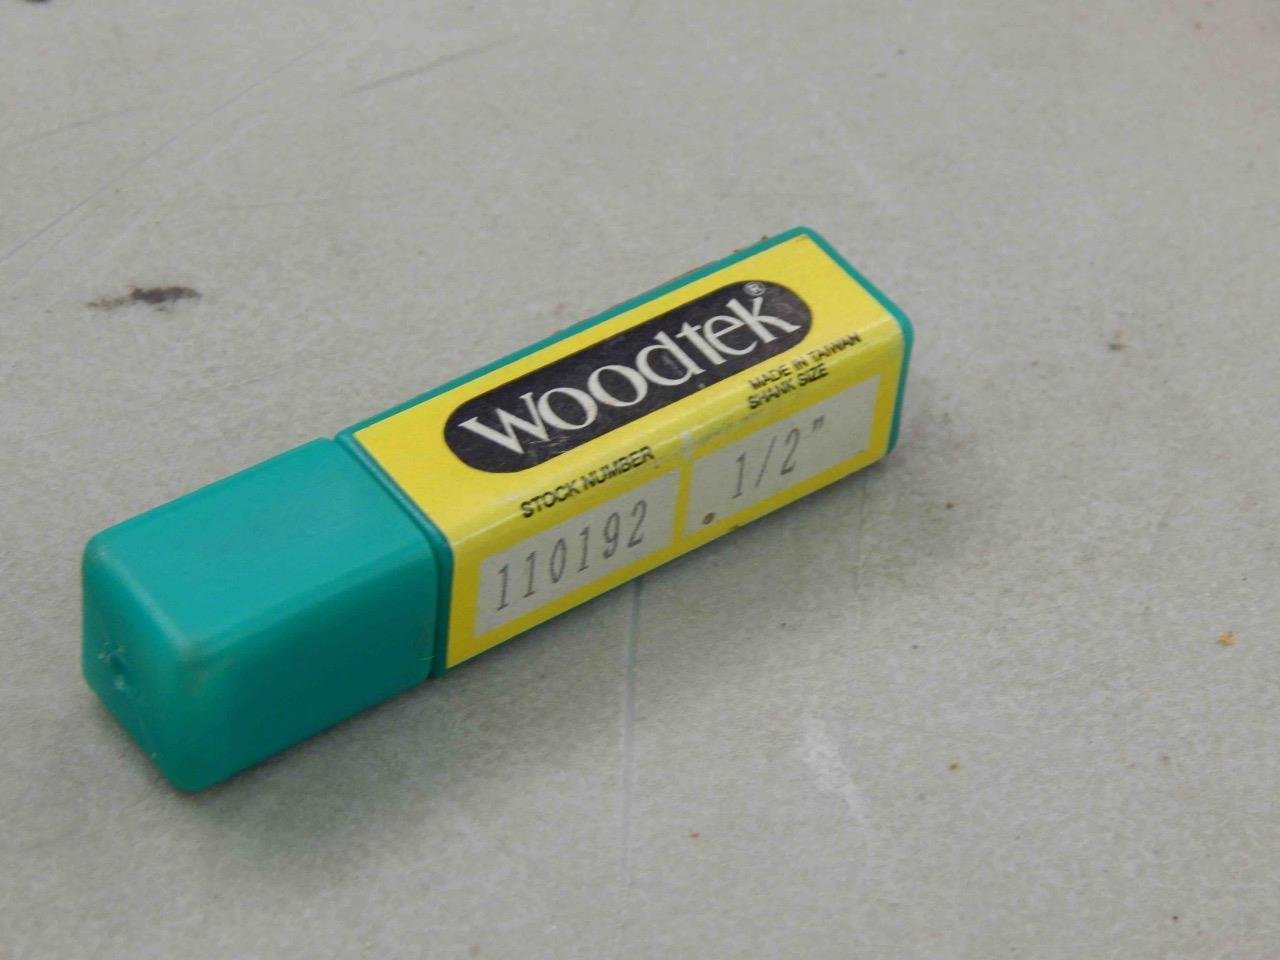 woodtek®
MADE IN TAIWAN
STOCK NUMBER
SHANK SIZE
110192
1/2"